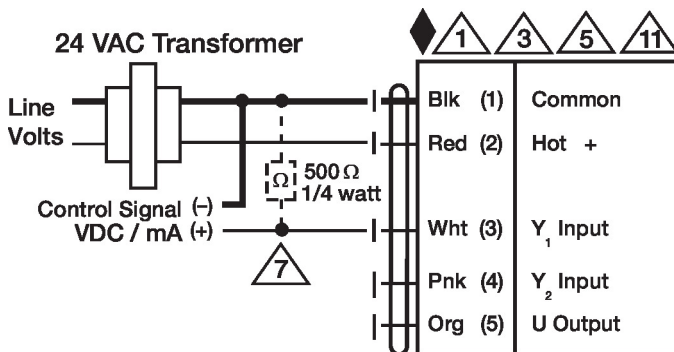 1 3 5 11
24 VAC Transformer
Line
Volts
Blk (1) Common
Red (2) Hot +
Ω 500 Ω
1/4 watt
Control Signal (–)
VDC / mA (+)
Wht (3) Y₁ Input
7
Pnk (4) Y₂ Input
Org (5) U Output